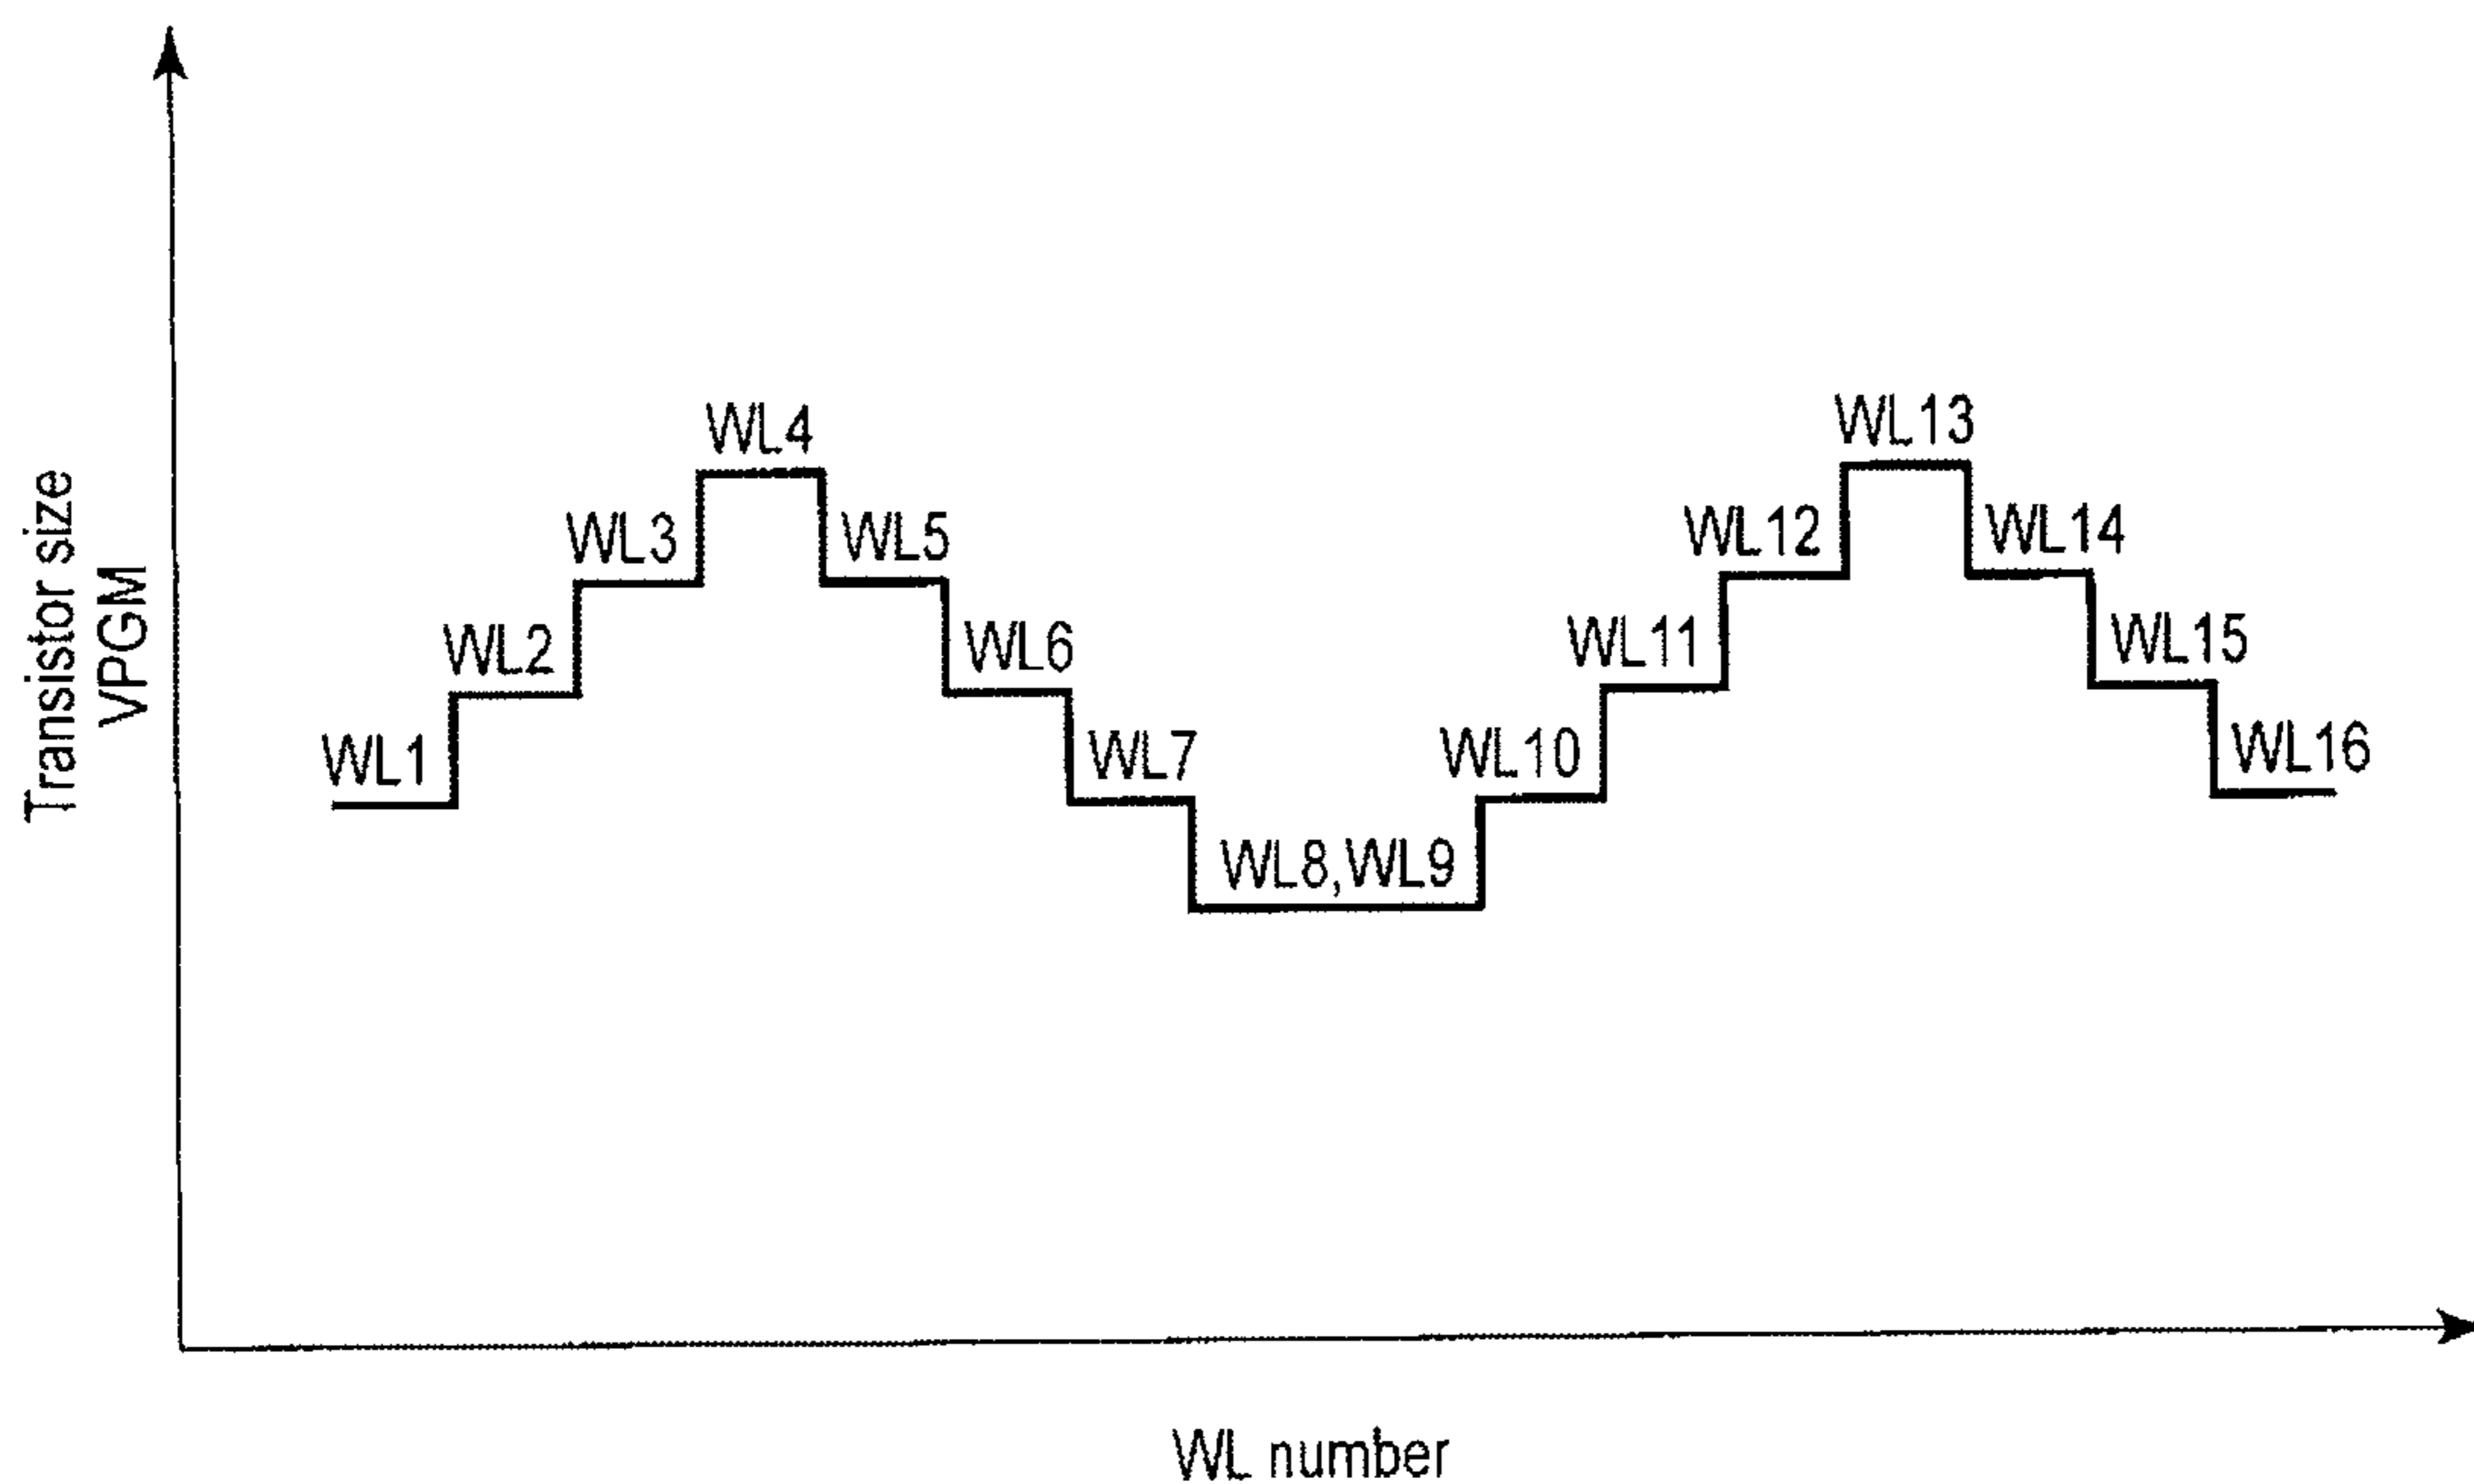 Transistor size
VPGM
WL1
WL2
WL3
WL4
WL5
WL6
WL7
WL8,WL9
WL10
WL11
WL12
WL13
WL14
WL15
WL16
WL number